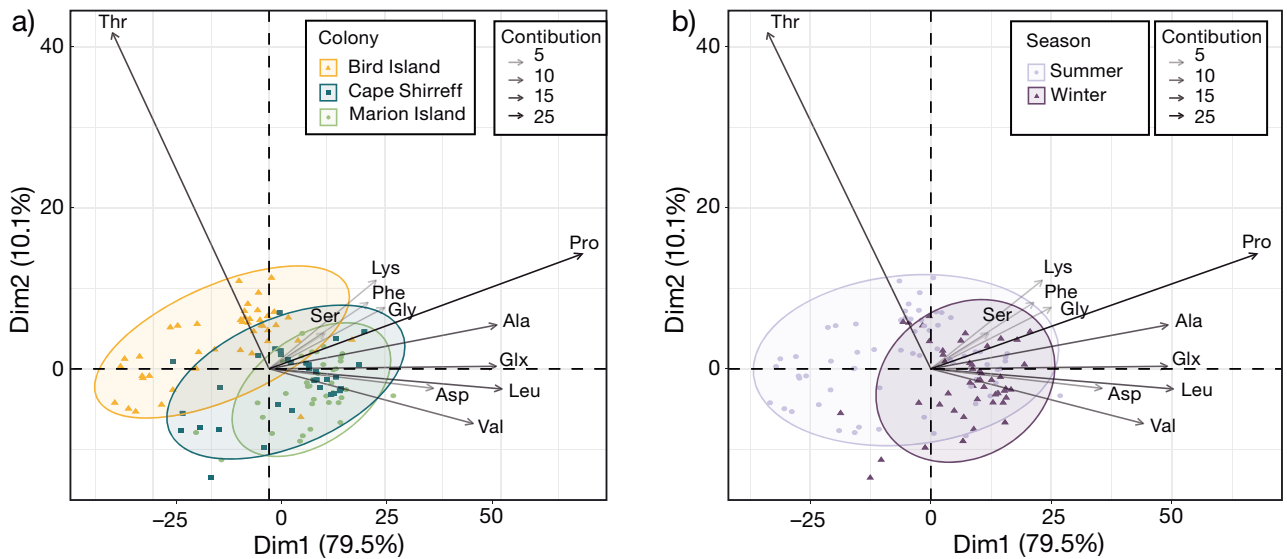 a)
Thr
40
20
0
Dim2 (10.1%)
Colony
Bird Island
Cape Shirreff
Marion Island
Contibution
5
10
15
25
Pro
Lys
Phe
Gly
Ser
Ala
Glx
Leu
Asp
Val
−25
0
25
50
Dim1 (79.5%)
b)
Thr
40
20
0
Dim2 (10.1%)
Season
Summer
Winter
Contibution
5
10
15
25
Pro
Lys
Phe
Gly
Ser
Ala
Glx
Leu
Asp
Val
−25
0
25
50
Dim1 (79.5%)